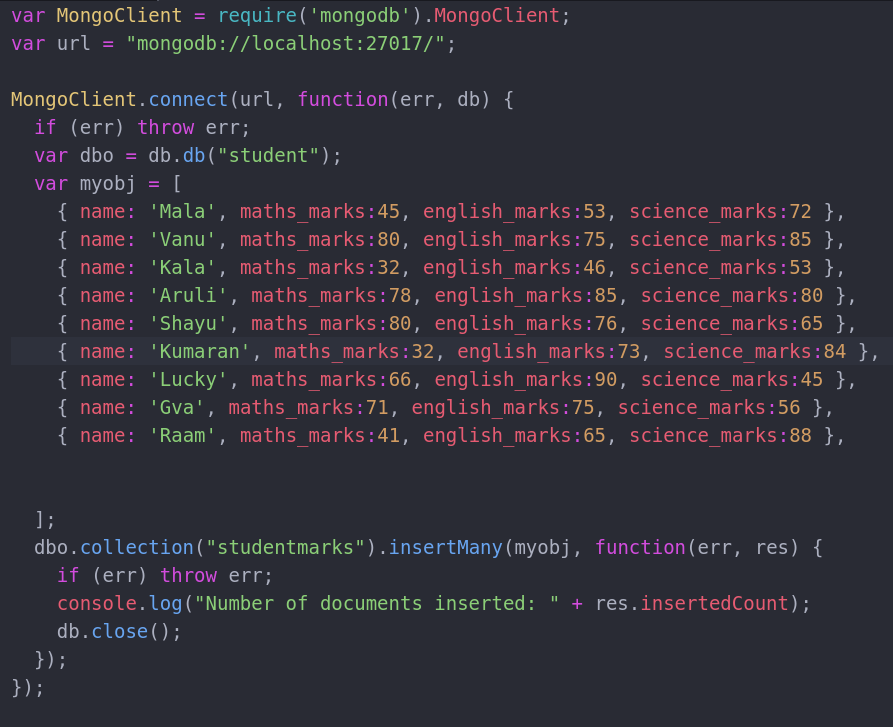 var MongoClient = require('mongodb').MongoClient;
var url = "mongodb://localhost:27017/";
MongoClient.connect(url, function(err, db) {
  if (err) throw err;
  var dbo = db.db("student");
  var myobj = [
    { name: 'Mala', maths_marks:45, english_marks:53, science_marks:72 },
    { name: 'Vanu', maths_marks:80, english_marks:75, science_marks:85 },
    { name: 'Kala', maths_marks:32, english_marks:46, science_marks:53 },
    { name: 'Aruli', maths_marks:78, english_marks:85, science_marks:80 },
    { name: 'Shayu', maths_marks:80, english_marks:76, science_marks:65 },
    { name: 'Kumaran', maths_marks:32, english_marks:73, science_marks:84 },
    { name: 'Lucky', maths_marks:66, english_marks:90, science_marks:45 },
    { name: 'Gva', maths_marks:71, english_marks:75, science_marks:56 },
    { name: 'Raam', maths_marks:41, english_marks:65, science_marks:88 },
  ];
  dbo.collection("studentmarks").insertMany(myobj, function(err, res) {
    if (err) throw err;
    console.log("Number of documents inserted: " + res.insertedCount);
    db.close();
  });
});